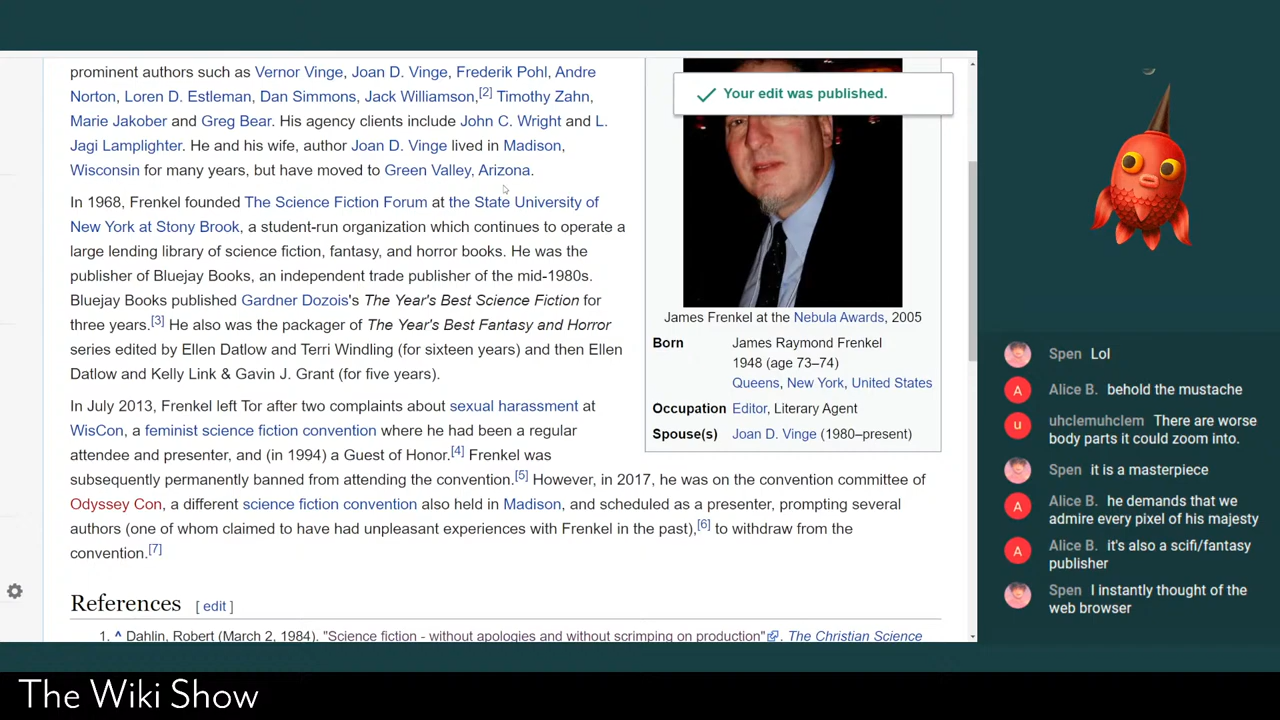 prominent authors such as Vernor Vinge, Joan D. Vinge, Frederik Pohl, Andre
Norton, Loren D. Estleman, Dan Simmons, Jack Williamson,[2] Timothy Zahn,
Marie Jakober and Greg Bear. His agency clients include John C. Wright and L.
Jagi Lamplighter. He and his wife, author Joan D. Vinge lived in Madison,
Wisconsin for many years, but have moved to Green Valley, Arizona.
In 1968, Frenkel founded The Science Fiction Forum at the State University of
New York at Stony Brook, a student-run organization which continues to operate a
large lending library of science fiction, fantasy, and horror books. He was the
publisher of Bluejay Books, an independent trade publisher of the mid-1980s.
Bluejay Books published Gardner Dozois's The Year's Best Science Fiction for
three years.[3] He also was the packager of The Year's Best Fantasy and Horror
series edited by Ellen Datlow and Terri Windling (for sixteen years) and then Ellen
Datlow and Kelly Link & Gavin J. Grant (for five years).
In July 2013, Frenkel left Tor after two complaints about sexual harassment at
WisCon, a feminist science fiction convention where he had been a regular
attendee and presenter, and (in 1994) a Guest of Honor.[4] Frenkel was
subsequently permanently banned from attending the convention.[5] However, in 2017, he was on the convention committee of
Odyssey Con, a different science fiction convention also held in Madison, and scheduled as a presenter, prompting several
authors (one of whom claimed to have had unpleasant experiences with Frenkel in the past),[6] to withdraw from the
convention.[7]
References [ edit ]
1. ^ Dahlin, Robert (March 2, 1984). "Science fiction - without apologies and without scrimping on production". The Christian Science
Your edit was published.
James Frenkel at the Nebula Awards, 2005
Born James Raymond Frenkel
1948 (age 73–74)
Queens, New York, United States
Occupation Editor, Literary Agent
Spouse(s) Joan D. Vinge (1980–present)
Spen Lol
A Alice B. behold the mustache
u uhclemuhclem There are worse
body parts it could zoom into.
Spen it is a masterpiece
A Alice B. he demands that we
admire every pixel of his majesty
A Alice B. it's also a scifi/fantasy
publisher
Spen I instantly thought of the
web browser
The Wiki Show